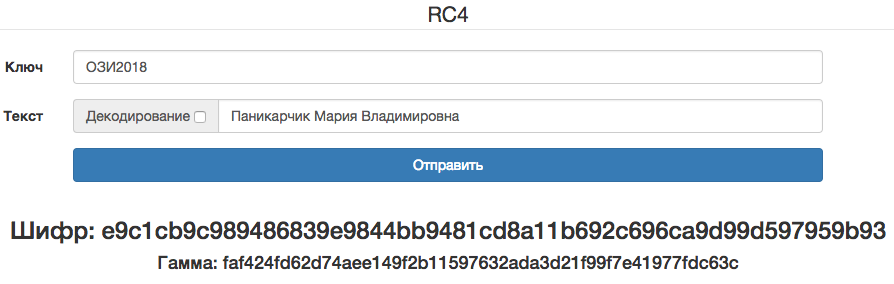 RC4
Ключ ОЗИ2018
Текст Декодирование Паникарчик Мария Владимировна
Отправить
Шифр: e9c1cb9c989486839e9844bb9481cd8a11b692c696ca9d99d597959b93
Гамма: faf424fd62d74aee149f2b11597632ada3d21f99f7e41977fdc63c